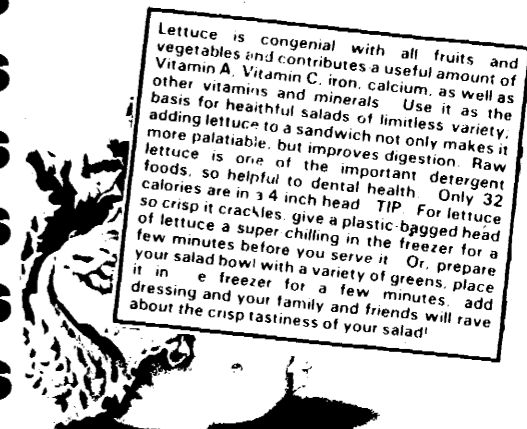 Lettuce is congenial with all fruits and
vegetables and contributes a useful amount of
Vitamin A, Vitamin C, iron, calcium, as well as
other vitamins and minerals Use it as the
basis for healthful salads of limitless variety,
adding lettuce to a sandwich not only makes it
more palatiable, but improves digestion. Raw
lettuce is one of the important detergent
foods, so helpful to dental health. Only 32
calories are in a 4 inch head TIP. For lettuce
so crisp it crackles, give a plastic-bagged head
of lettuce a super chilling in the freezer for a
few minutes before you serve it Or, prepare
your salad bowl with a variety of greens, place
it in e freezer for a few minutes, add
dressing and your family and friends will rave
about the crisp tastiness of your salad!